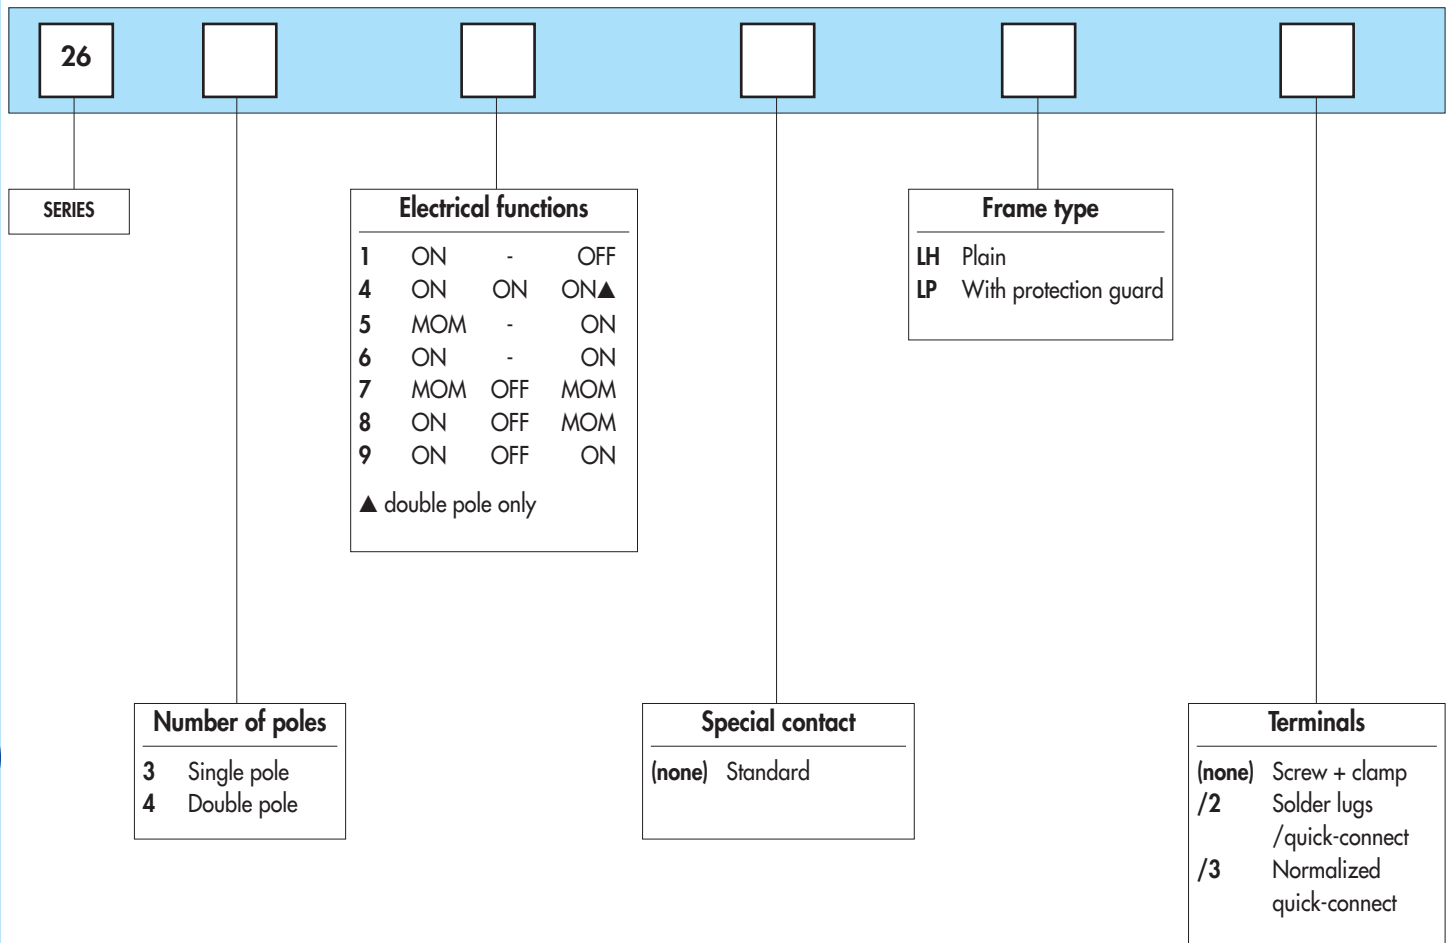 26
SERIES
Electrical functions
1 ON - OFF
4 ON ON ON▲
5 MOM - ON
6 ON - ON
7 MOM OFF MOM
8 ON OFF MOM
9 ON OFF ON
▲ double pole only
Frame type
LH Plain
LP With protection guard
Number of poles
3 Single pole
4 Double pole
Special contact
(none) Standard
Terminals
(none) Screw + clamp
/2 Solder lugs
/quick-connect
/3 Normalized
quick-connect